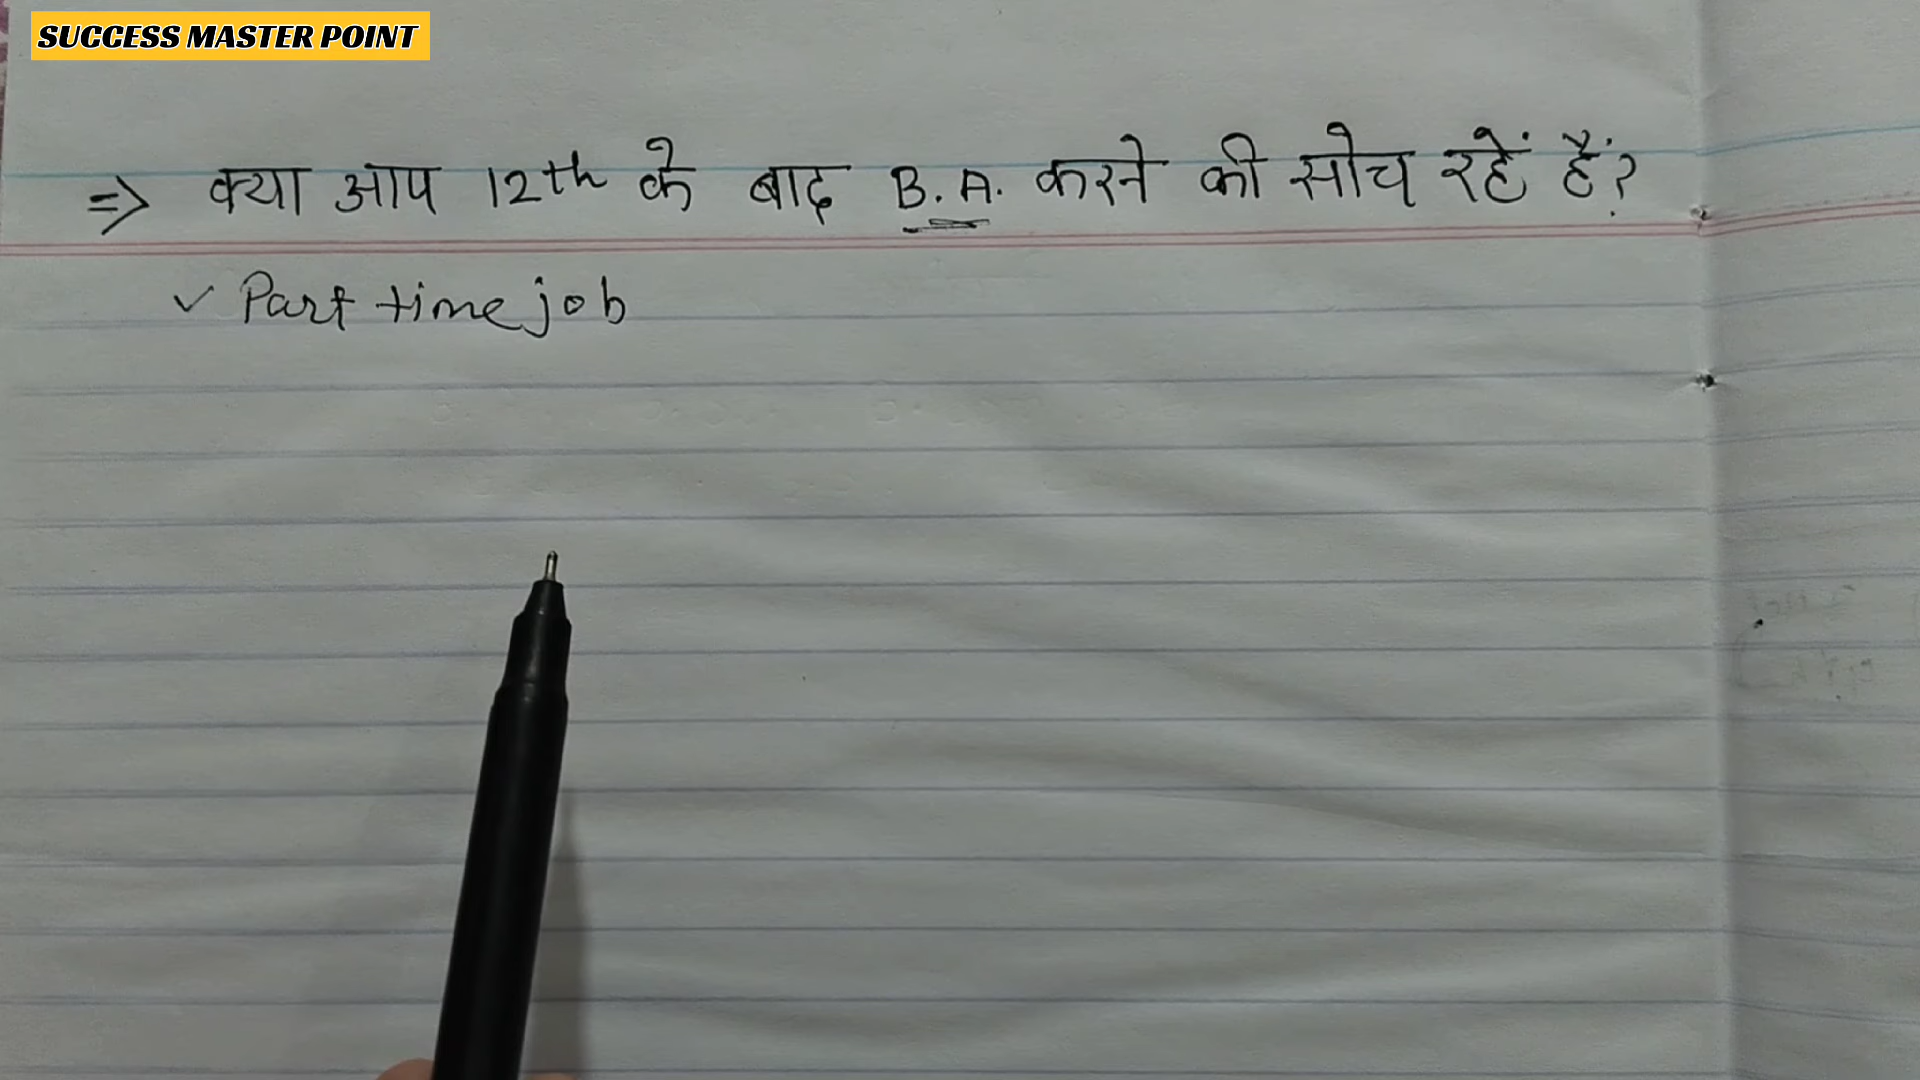 SUCCESS MASTER POINT
=> क्या आप 12th के बाद B.A. करने की सोच रहें हैं?
✓ Part time job